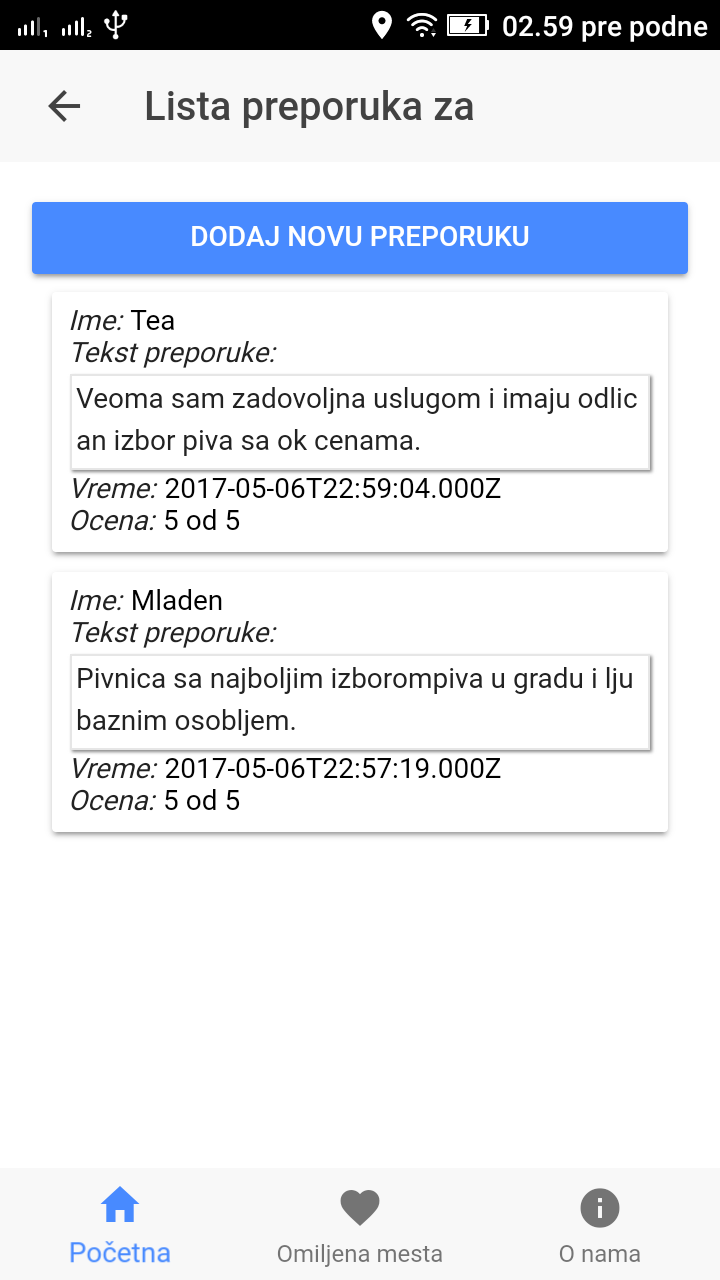 02.59 pre podne
Lista preporuka za
DODAJ NOVU PREPORUKU
Ime: Tea
Tekst preporuke:
Veoma sam zadovoljna uslugom i imaju odlic
an izbor piva sa ok cenama.
Vreme: 2017-05-06T22:59:04.000Z
Ocena: 5 od 5
Ime: Mladen
Tekst preporuke:
Pivnica sa najboljim izborompiva u gradu i lju
baznim osobljem.
Vreme: 2017-05-06T22:57:19.000Z
Ocena: 5 od 5
Početna
Omiljena mesta
O nama